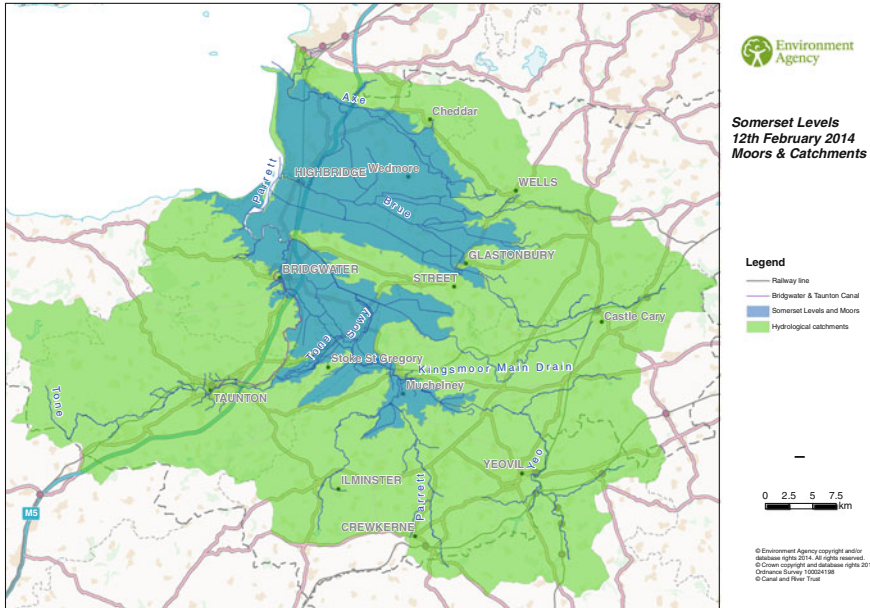 Axe
Cheddar
Parrett
HIGHBRIDGE
Wedmore
WELLS
Brue
GLASTONBURY
BRIDGWATER
STREET
Sowy
Castle Cary
Tone
Stoke St Gregory
Kingsmoor Main Drain
Muchelney
Tone
TAUNTON
YEOVIL
Yeo
ILMINSTER
Parrett
M5
CREWKERNE
Environment
Agency
Somerset Levels
12th February 2014
Moors & Catchments
Legend
Railway line
Bridgwater & Taunton Canal
Somerset Levels and Moors
Hydrological catchments
0 2.5 5 7.5
km
© Environment Agency copyright and/or
database rights 2014. All rights reserved.
© Crown copyright and database rights 201
Ordnance Survey 100024198
© Canal and River Trust